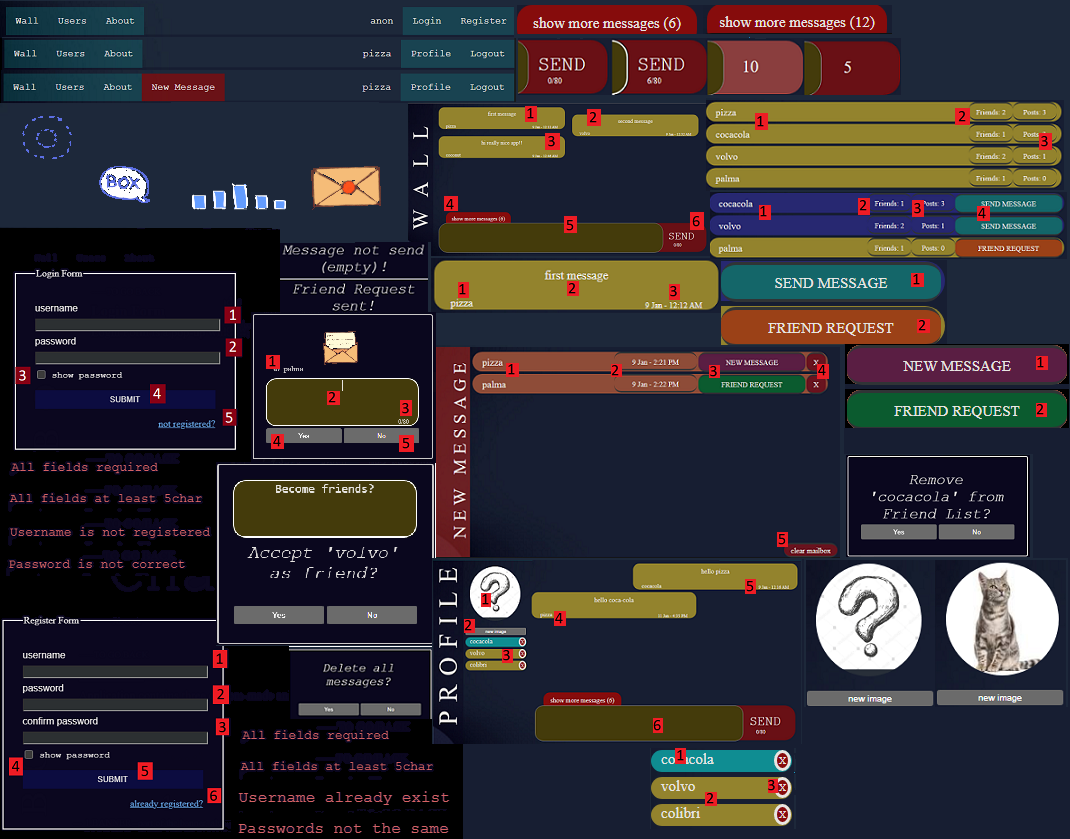 Wall Users About anon Login Register
Wall Users About pizza Profile Logout
Wall Users About New Message pizza Profile Logout
show more messages (6)
show more messages (12)
SEND
0/80
SEND
6/80
10
5
BOX
WALL
first message 1
pizza 9 Jan - 12:12 AM
2 second message
volvo
3
hi really nice app!!
coconut
4
show more messages (6)
5
6
SEND
0/80
pizza 1 2 Friends: 2 Posts: 3
cocacola Friends: 1 Posts: 3
volvo Friends: 2 Posts: 1
palma Friends: 1 Posts: 0
cocacola 1 2 Friends: 1 3 Posts: 3 4 SEND MESSAGE
volvo Friends: 2 Posts: 1 SEND MESSAGE
palma Friends: 1 Posts: 0 FRIEND REQUEST
Message not send
(empty)!
Friend Request
sent!
first message
1 2 3
pizza 9 Jan - 12:12 AM
SEND MESSAGE 1
FRIEND REQUEST 2
Login Form
username
1
password
2
3 show password
SUBMIT 4
5
not registered?
1
palma
2
3
0/80
4 Yes No 5
NEW MESSAGE
pizza 1 2 9 Jan - 2:21 PM 3 NEW MESSAGE X 4
palma 9 Jan - 2:22 PM FRIEND REQUEST X
5
clear mailbox
NEW MESSAGE 1
FRIEND REQUEST 2
All fields required
All fields at least 5char
Username is not registered
Password is not correct
Become friends?
Accept 'volvo'
as friend?
Yes No
Remove
'cocacola' from
Friend List?
Yes No
PROFILE
1
2
new image
cocacola X
volvo 3 X
colibri X
hello pizza
cocacola 5
hello coca-cola
pizza 4
show more messages (6)
6
SEND
0/80
new image
new image
Register Form
username
1
password
2
confirm password
3
show password
4
SUBMIT 5
6
already registered?
Delete all
messages?
Yes No
All fields required
All fields at least 5char
Username already exist
Passwords not the same
1
cocacola X
volvo 3 X
2
colibri X